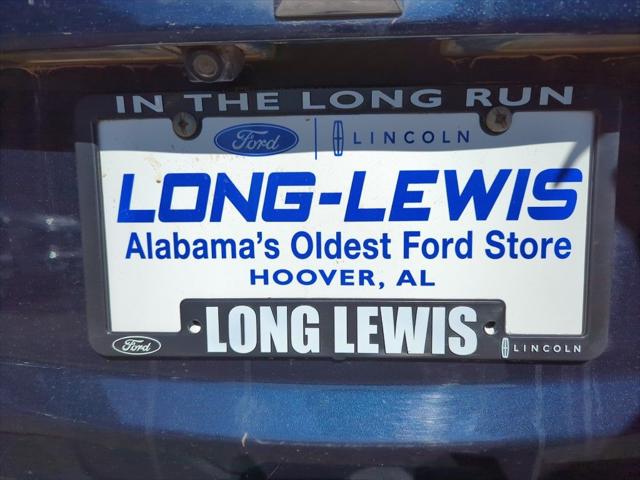 IN THE LONG RUN
Ford | LINCOLN
LONG-LEWIS
Alabama's Oldest Ford Store
HOOVER, AL
LONG LEWIS
Ford LINCOLN